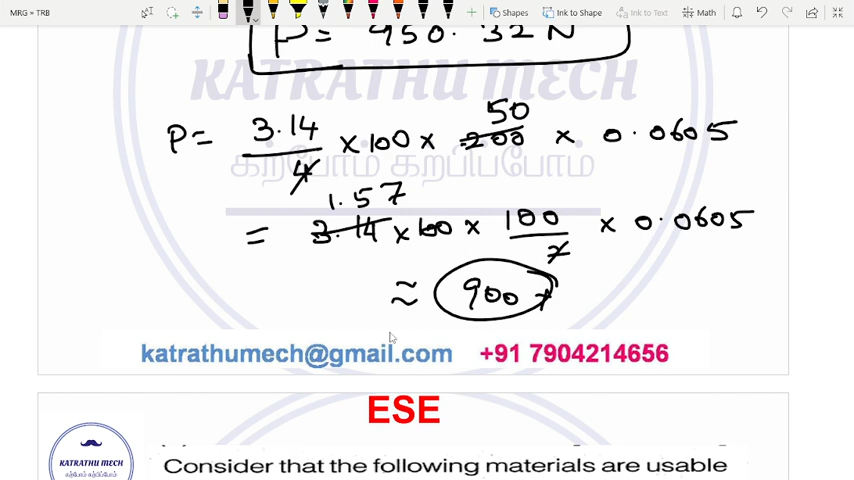 MRG » TRB
Shapes
Ink to Shape
Ink to Text
Math
P = 950.32N
KATRATHU MECH
கற்போம் கற்பிப்போம்
P = 3.14 / 4 × 100 × 200 50 × 0.0605
1.57
= 3.14 × 100 × 100 / 2 × 0.0605
≈ 900
katrathumech@gmail.com +91 7904214656
ESE
KATRATHU MECH
கற்போம் கற்பிப்போம்
Consider that the following materials are usable